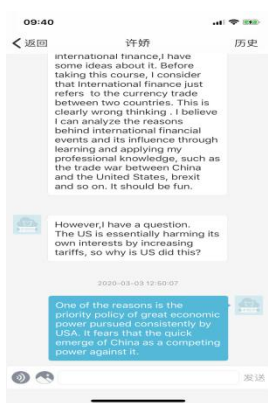 09:40
返回
许娇
历史
international finance,I have
some ideas about it. Before
taking this course, I consider
that International finance just
refers to the currency trade
between two countries. This is
clearly wrong thinking . I believe
I can analyze the reasons
behind international financial
events and its influence through
learning and applying my
professional knowledge, such as
the trade war between China
and the United States, brexit
and so on. It should be fun.
However,I have a question.
The US is essentially harming its
own interests by increasing
tariffs, so why is US did this?
2020-03-03 12:50:07
One of the reasons is the
priority policy of great economic
power pursued consistently by
USA. It fears that the quick
emerge of China as a competing
power against it.
发送